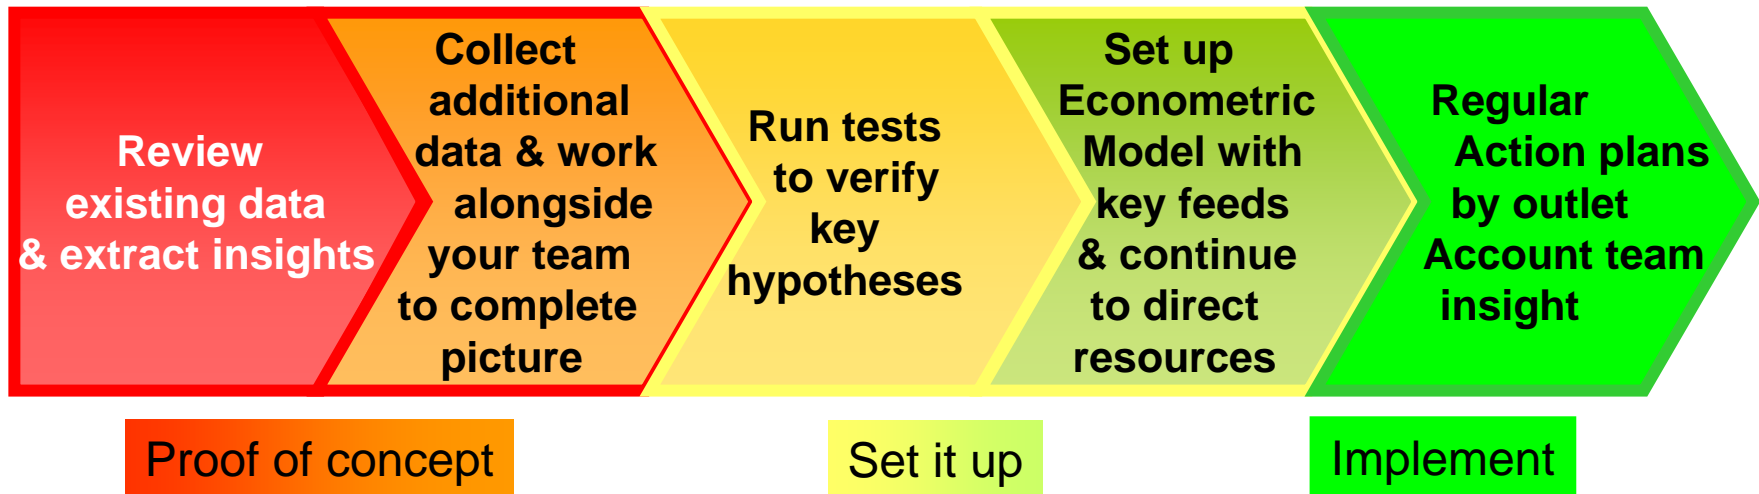 Review
existing data
& extract insights
Collect
additional
data & work
alongside
your team
to complete
picture
Run tests
to verify
key
hypotheses
Set up
Econometric
Model with
key feeds
& continue
to direct
resources
Regular
Action plans
by outlet
Account team
insight
Proof of concept
Set it up
Implement